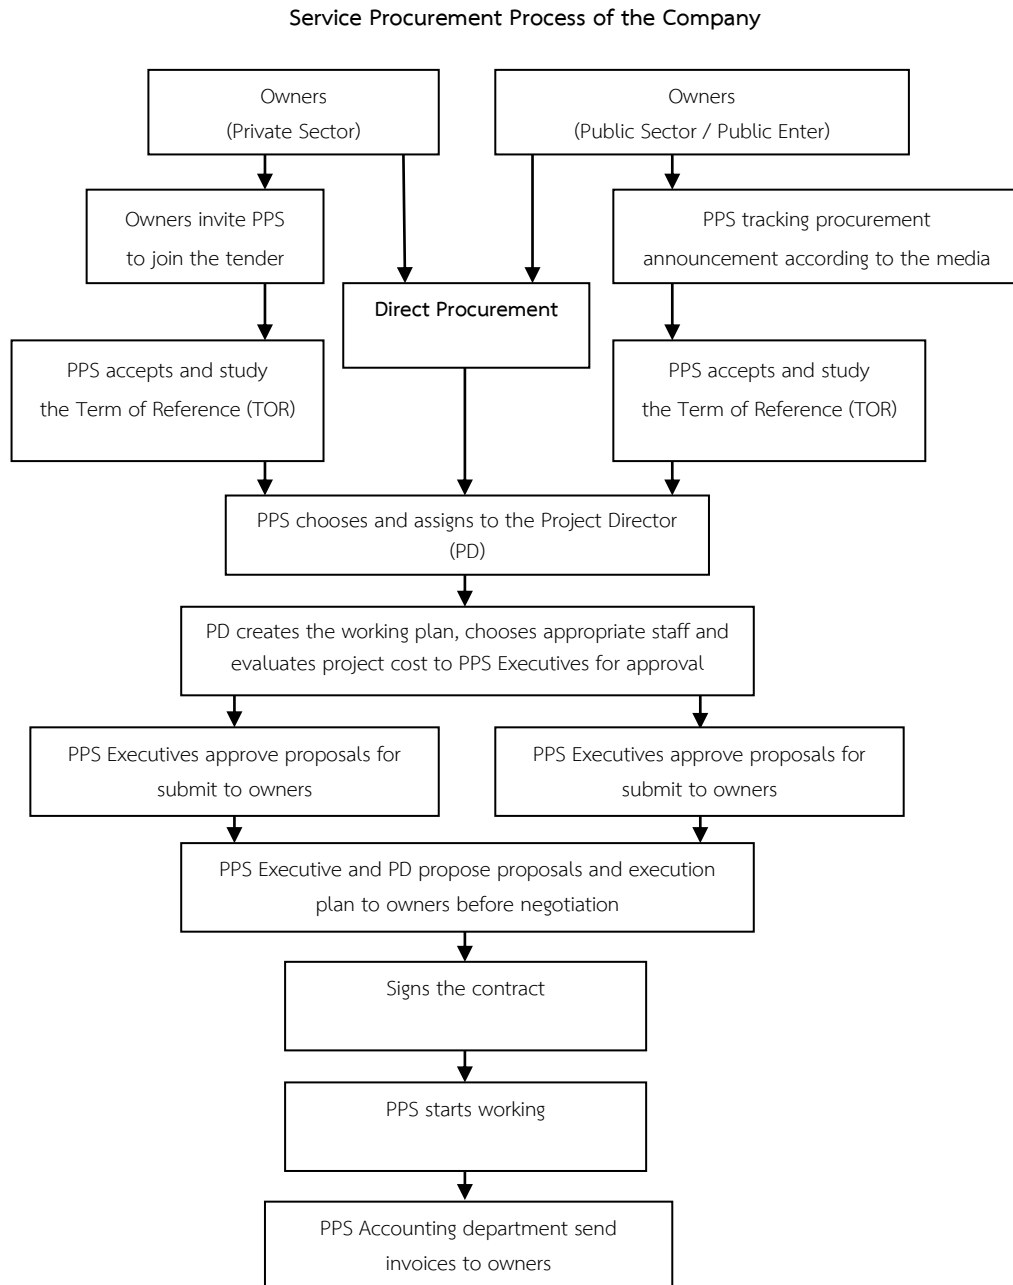 Service Procurement Process of the Company
Owners
(Private Sector)
Owners
(Public Sector / Public Enter)
Owners invite PPS
to join the tender
PPS tracking procurement
announcement according to the media
Direct Procurement
PPS accepts and study
the Term of Reference (TOR)
PPS accepts and study
the Term of Reference (TOR)
PPS chooses and assigns to the Project Director
(PD)
PD creates the working plan, chooses appropriate staff and
evaluates project cost to PPS Executives for approval
PPS Executives approve proposals for
submit to owners
PPS Executives approve proposals for
submit to owners
PPS Executive and PD propose proposals and execution
plan to owners before negotiation
Signs the contract
PPS starts working
PPS Accounting department send
invoices to owners